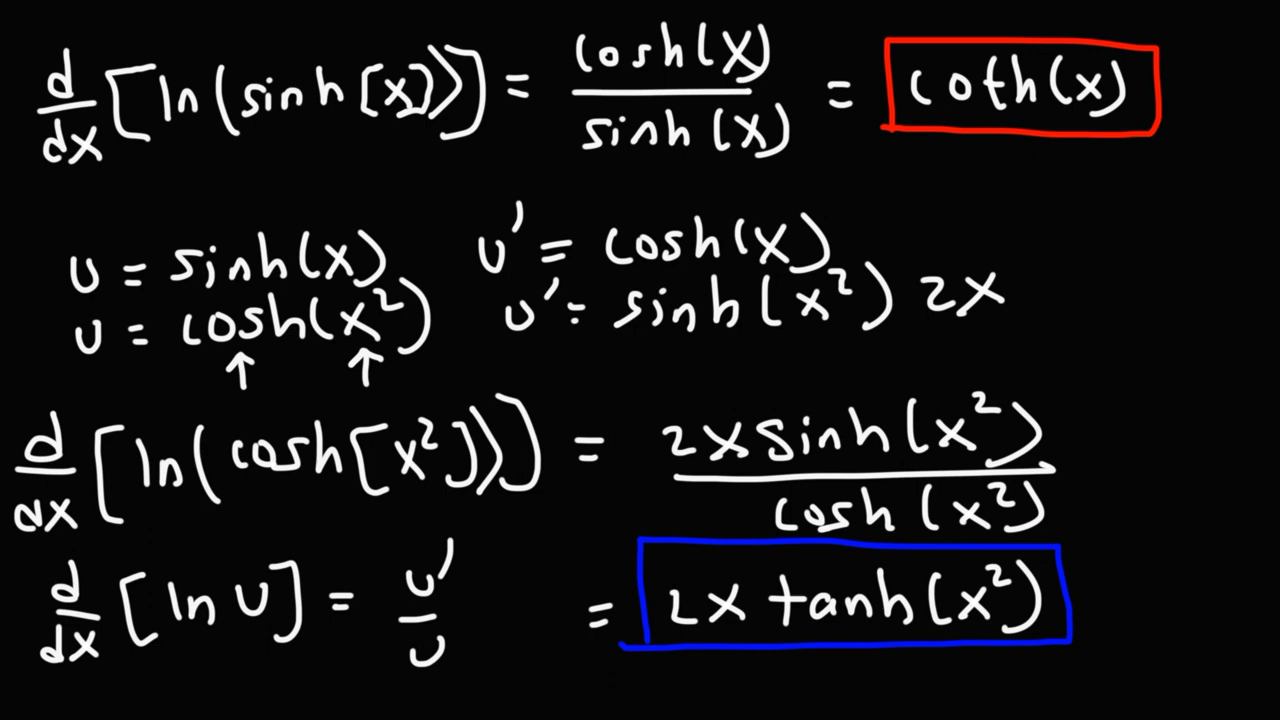 d/dx [ln(sinh[x])] = cosh(x)/sinh(x) = coth(x)
u = sinh(x) u' = cosh(x)
u = cosh(x²) u' = sinh(x²) 2x
↑ ↑
d/dx [ln(cosh[x²])] = 2x sinh(x²)/cosh(x²)
d/dx [ln u] = u'/u = 2x tanh(x²)